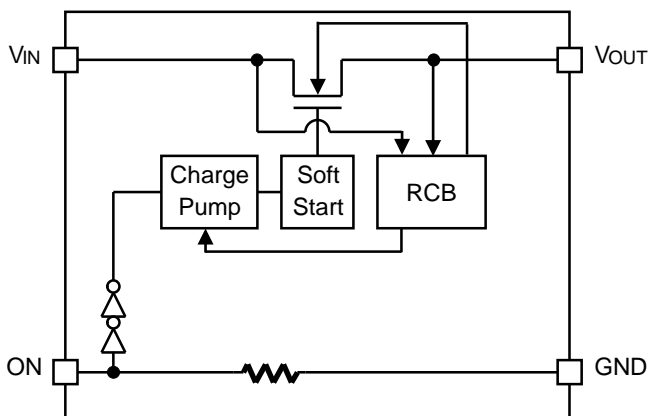 VIN
VOUT
Charge
Pump
Soft
Start
RCB
ON
GND